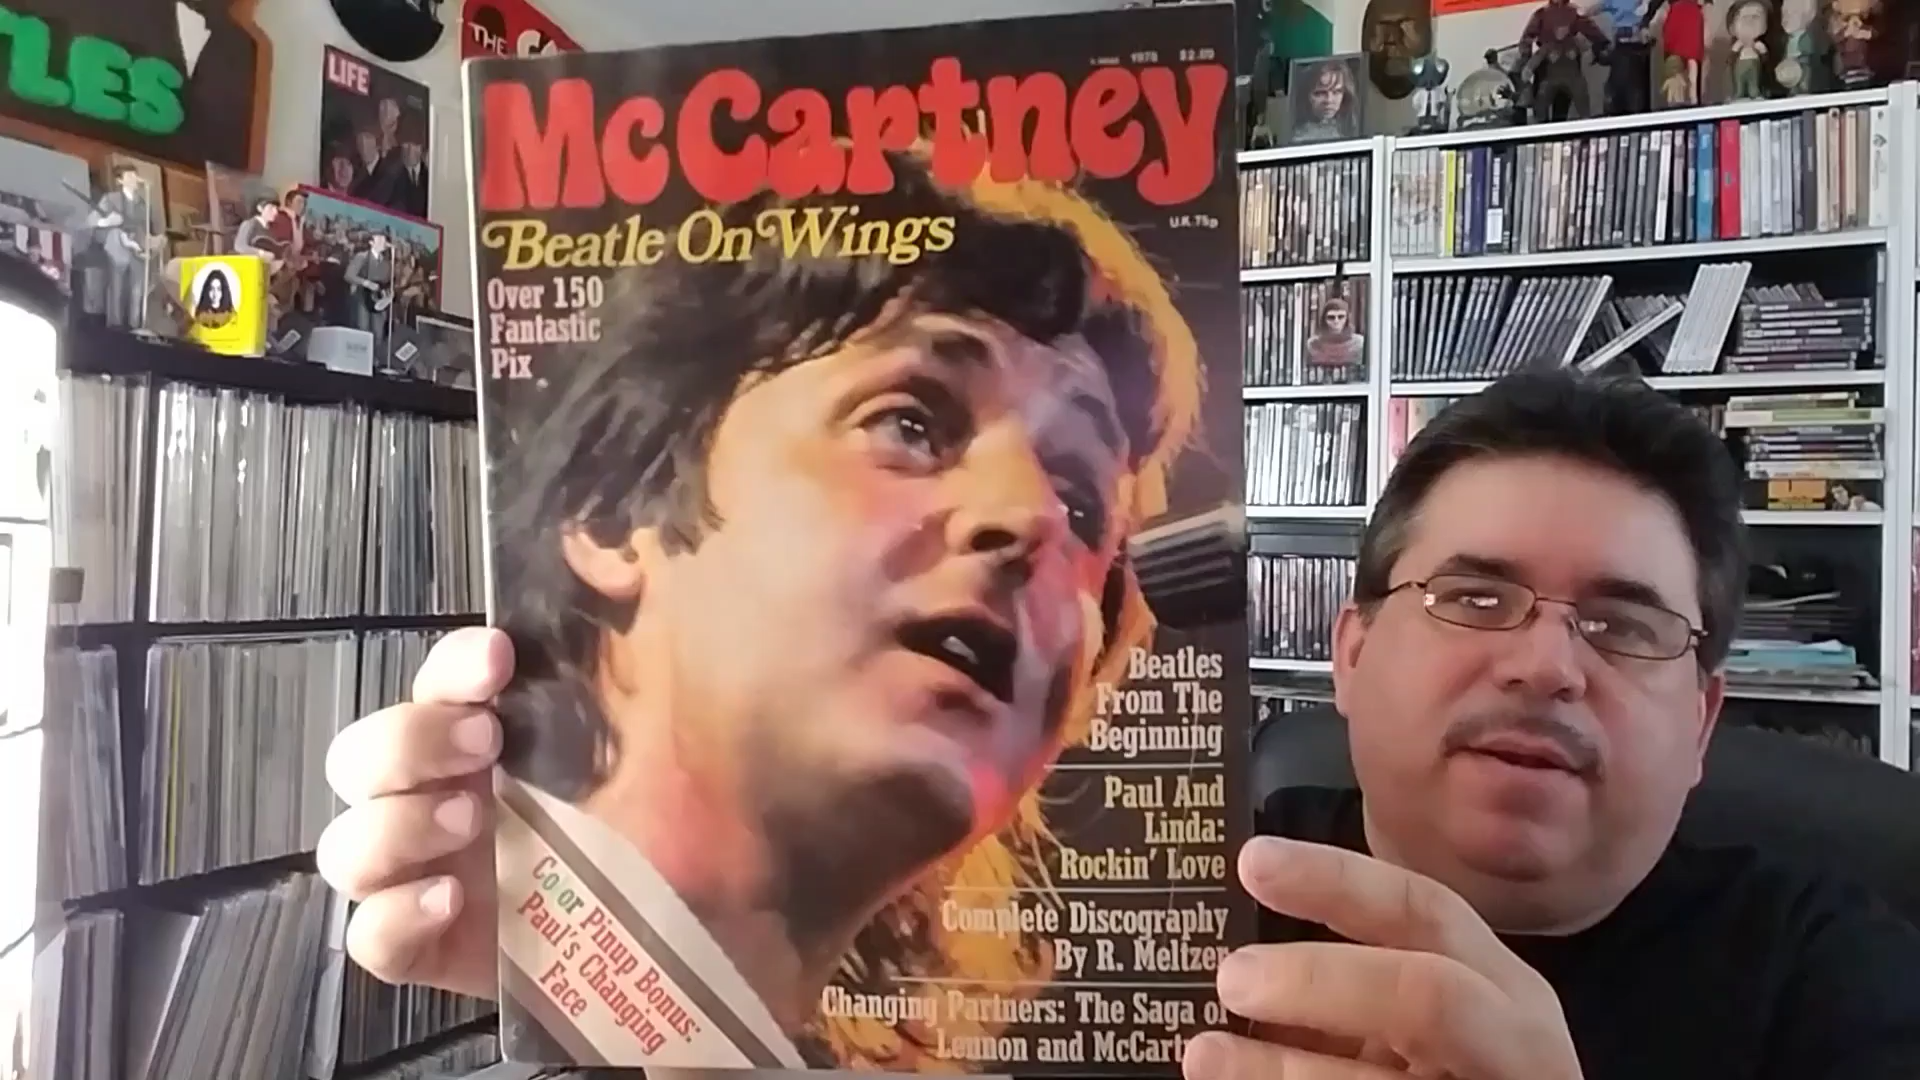 LES
LIFE
THE
McCartney
1978 $2.00
Beatle On Wings
U.K. 75p
Over 150
Fantastic
Pix
Beatles
From The
Beginning
Paul And
Linda:
Rockin' Love
Complete Discography
By R. Meltzer
Changing Partners: The Saga of
Lennon and McCart
Color Pinup Bonus:
Paul's Changing
Face